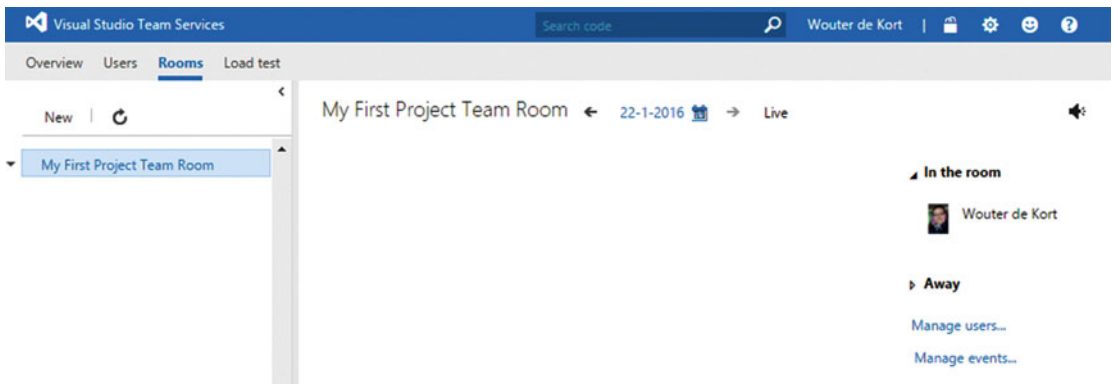 Visual Studio Team Services
Search code
Wouter de Kort
Overview Users Rooms Load test
New
My First Project Team Room
My First Project Team Room
22-1-2016
Live
In the room
Wouter de Kort
Away
Manage users...
Manage events...